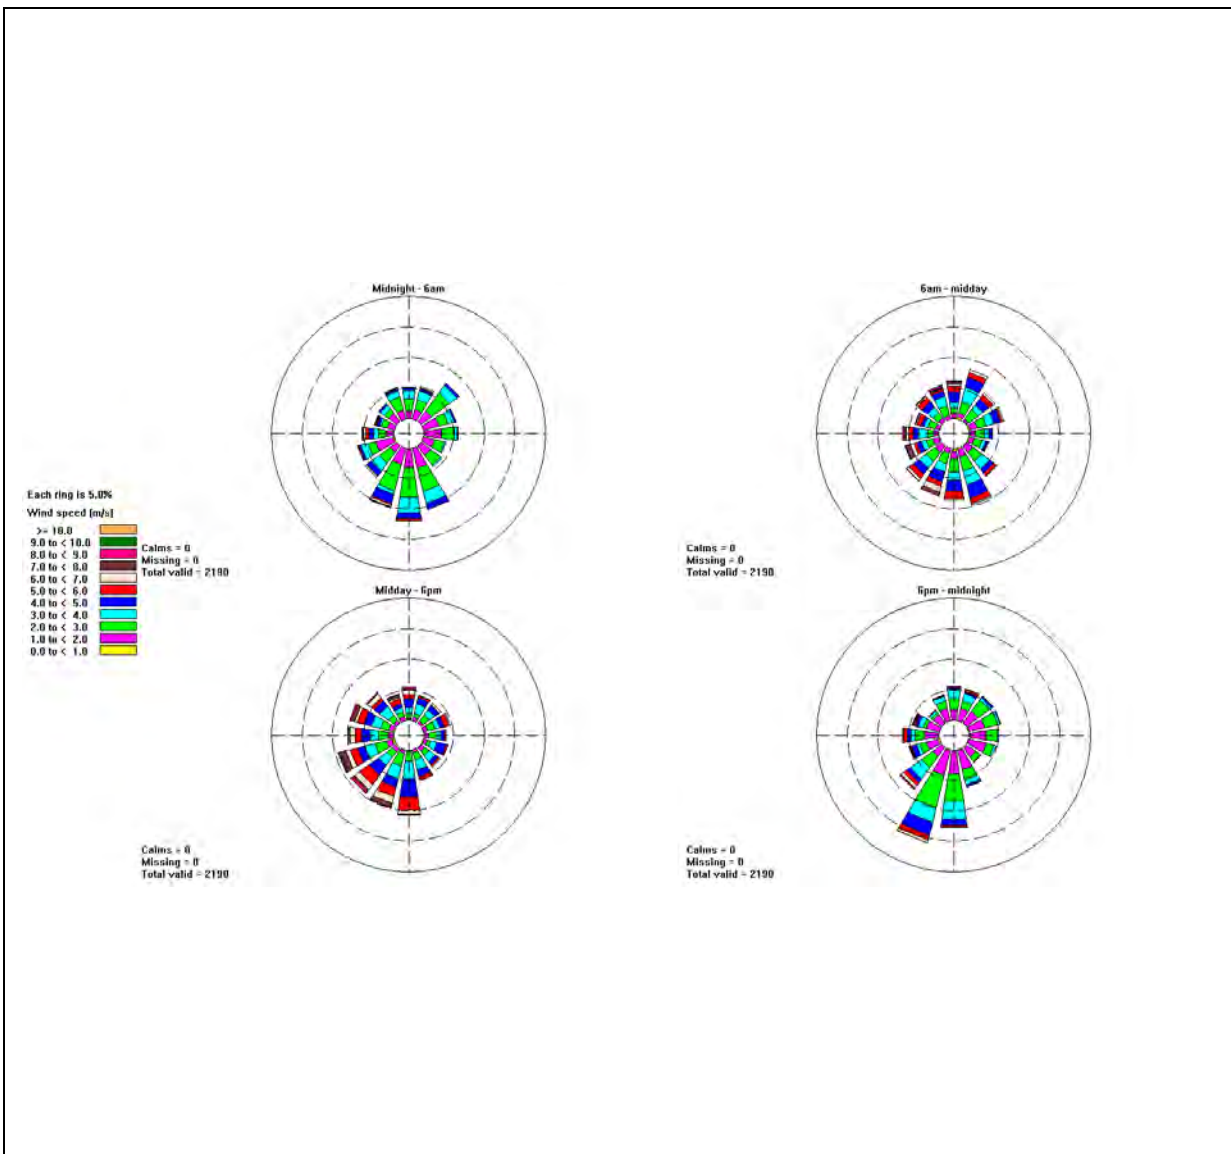 Midnight - 6am
6am - midday
Each ring is 5.0%
Wind speed [m/s]
>= 10.0
9.0 to < 10.0
8.0 to < 9.0
7.0 to < 8.0
6.0 to < 7.0
5.0 to < 6.0
4.0 to < 5.0
3.0 to < 4.0
2.0 to < 3.0
1.0 to < 2.0
0.0 to < 1.0
Calms = 0
Missing = 0
Total valid = 2190
Calms = 0
Missing = 0
Total valid = 2190
Midday - 6pm
6pm - midnight
Calms = 0
Missing = 0
Total valid = 2190
Calms = 0
Missing = 0
Total valid = 2190